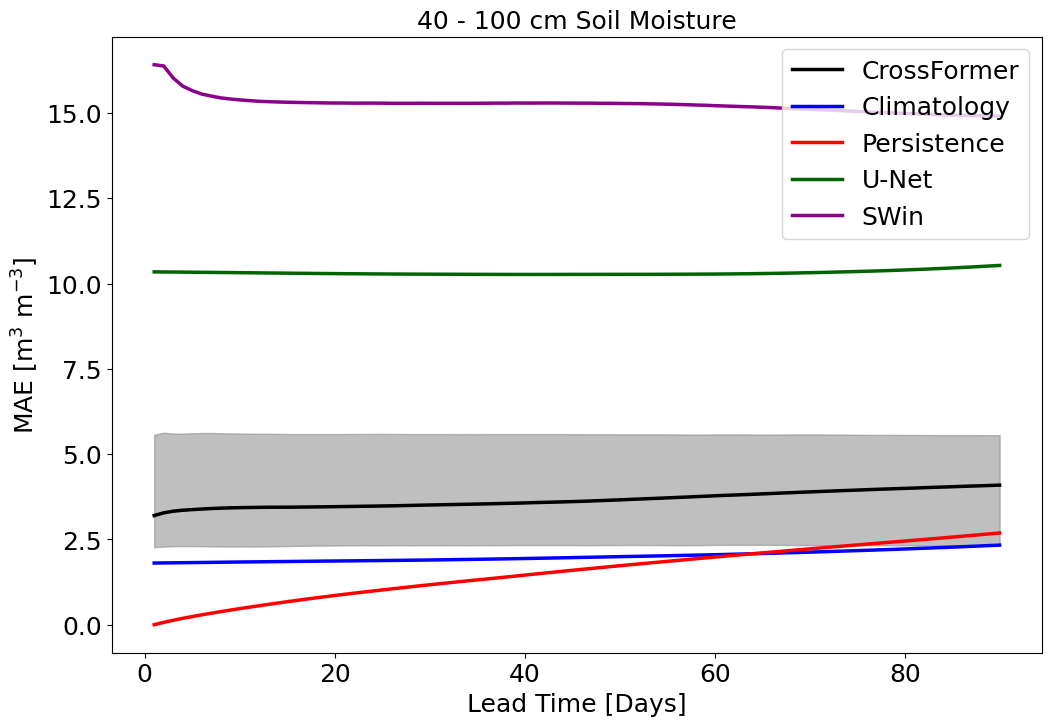 40 - 100 cm Soil Moisture
CrossFormer
Climatology
Persistence
U-Net
SWin
MAE [m³ m⁻³]
15.0
12.5
10.0
7.5
5.0
2.5
0.0
0 20 40 60 80
Lead Time [Days]